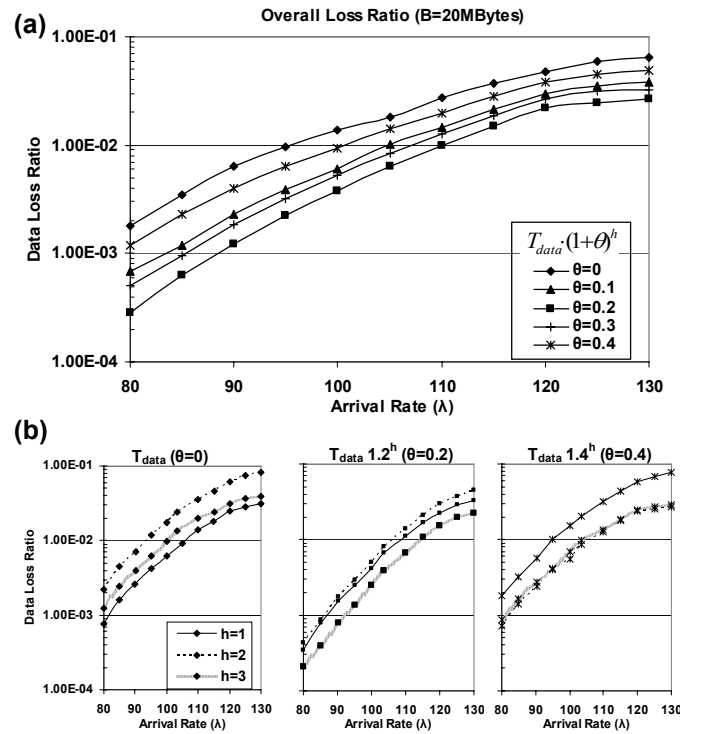 (a)
Overall Loss Ratio (B=20MBytes)
1.00E-01
1.00E-02
1.00E-03
1.00E-04
Data Loss Ratio
80 90 100 110 120 130
Arrival Rate (λ)
T_data·(1+θ)^h
θ=0
θ=0.1
θ=0.2
θ=0.3
θ=0.4
(b)
T_data (θ=0)
1.00E-01
1.00E-02
1.00E-03
1.00E-04
Data Loss Ratio
h=1
h=2
h=3
80 90 100 110 120 130
Arrival Rate (λ)
T_data 1.2^h (θ=0.2)
80 90 100 110 120 130
Arrival Rate (λ)
T_data 1.4^h (θ=0.4)
80 90 100 110 120 130
Arrival Rate (λ)